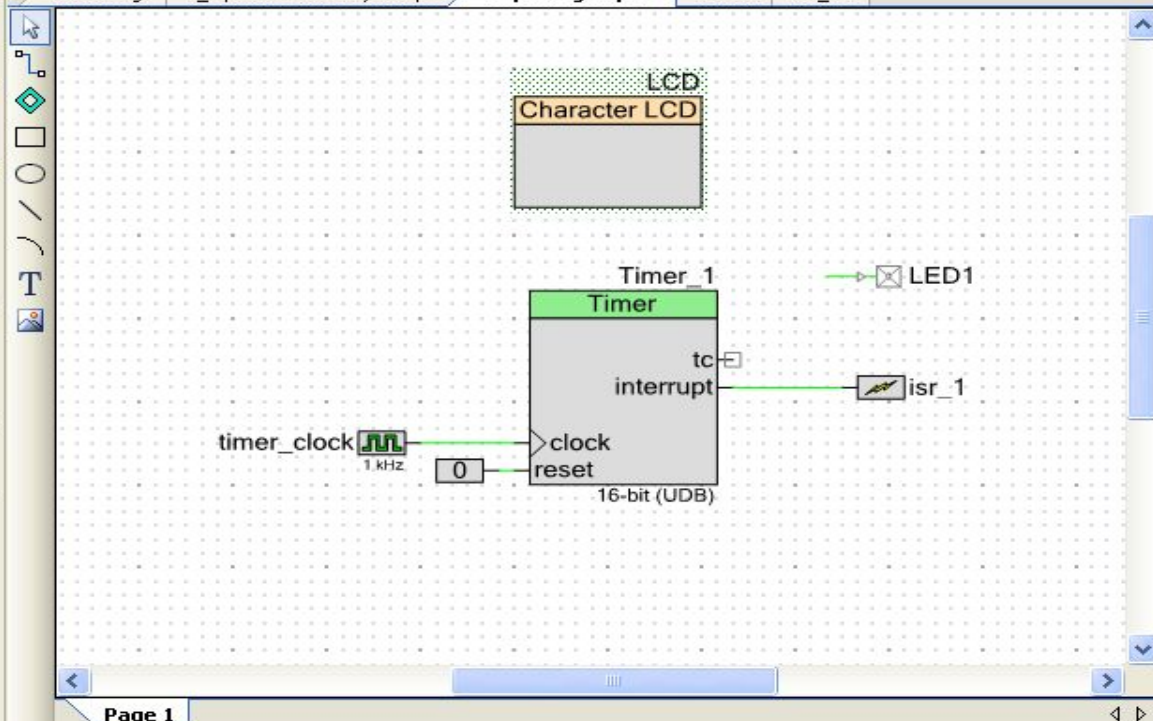 LCD
Character LCD
Timer_1
LED1
Timer
tc
interrupt
isr_1
timer_clock
clock
1 kHz
0
reset
16-bit (UDB)
T
Page 1